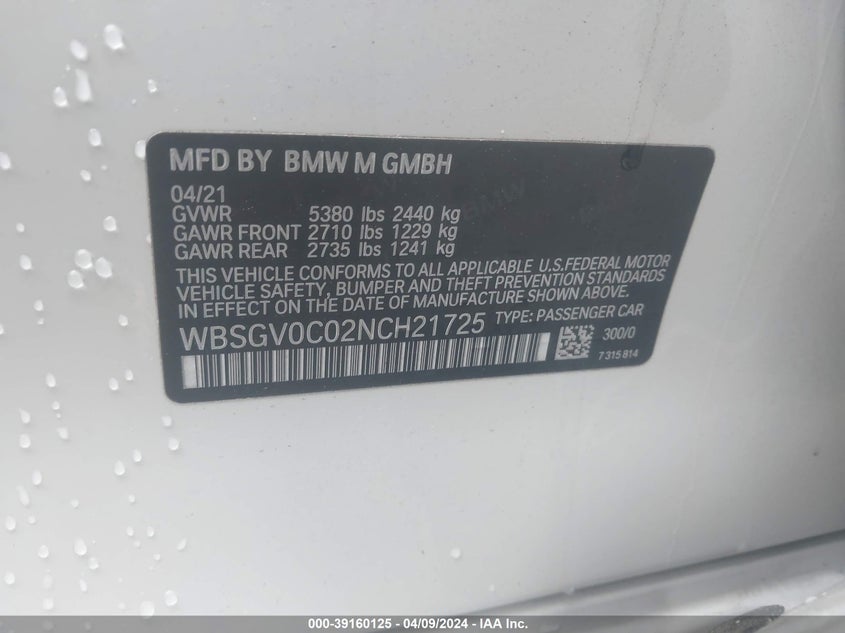 MFD BY BMW M GMBH
04/21
GVWR 5380 lbs 2440 kg
GAWR FRONT 2710 lbs 1229 kg
GAWR REAR 2735 lbs 1241 kg
THIS VEHICLE CONFORMS TO ALL APPLICABLE U.S.FEDERAL MOTOR
VEHICLE SAFETY, BUMPER AND THEFT PREVENTION STANDARDS
IN EFFECT ON THE DATE OF MANUFACTURE SHOWN ABOVE.
WBSGV0C02NCH21725 TYPE: PASSENGER CAR
300/0
7 315 814
000-39160125 - 04/09/2024 - IAA Inc.